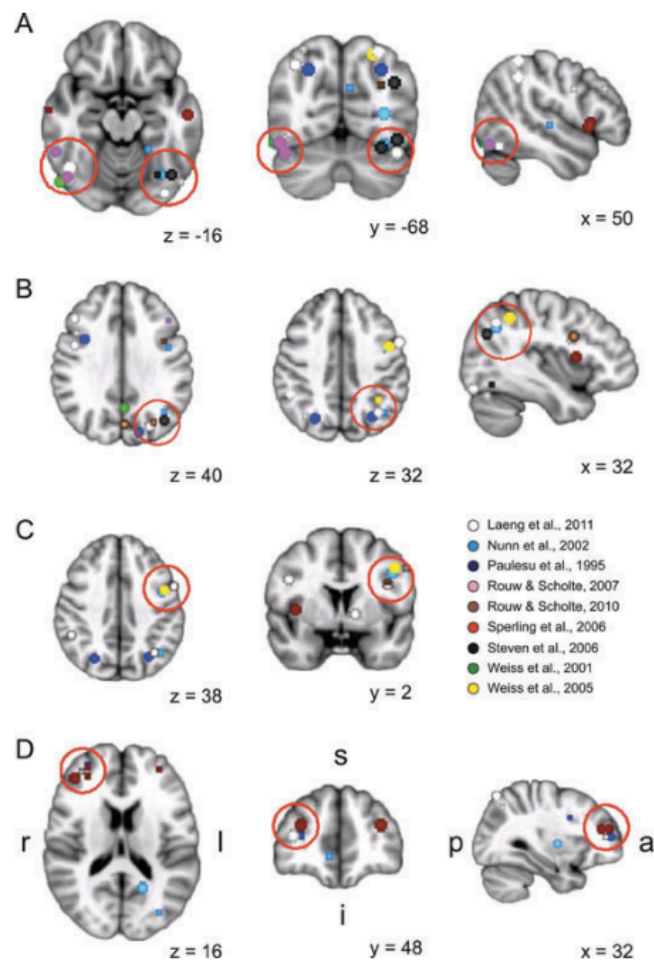 A
z = -16
y = -68
x = 50
B
z = 40
z = 32
x = 32
C
z = 38
y = 2
Laeng et al., 2011
Nunn et al., 2002
Paulesu et al., 1995
Rouw & Scholte, 2007
Rouw & Scholte, 2010
Sperling et al., 2006
Steven et al., 2006
Weiss et al., 2001
Weiss et al., 2005
D
s
r
l
p
a
i
z = 16
y = 48
x = 32